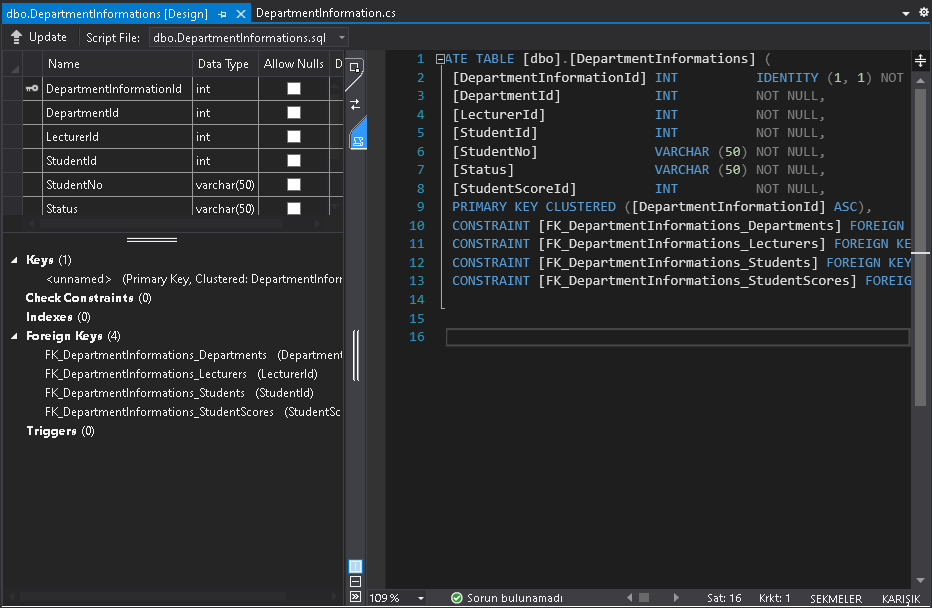 dbo.DepartmentInformations [Design] DepartmentInformation.cs
Update Script File: dbo.DepartmentInformations.sql
Name Data Type Allow Nulls D
DepartmentInformationId int
DepartmentId int
LecturerId int
StudentId int
StudentNo varchar(50)
Status varchar(50)
Keys (1)
<unnamed> (Primary Key, Clustered: DepartmentInforn
Check Constraints (0)
Indexes (0)
Foreign Keys (4)
FK_DepartmentInformations_Departments (Department
FK_DepartmentInformations_Lecturers (LecturerId)
FK_DepartmentInformations_Students (StudentId)
FK_DepartmentInformations_StudentScores (StudentSc
Triggers (0)
1 ATE TABLE [dbo].[DepartmentInformations] (
2 [DepartmentInformationId] INT IDENTITY (1, 1) NOT
3 [DepartmentId] INT NOT NULL,
4 [LecturerId] INT NOT NULL,
5 [StudentId] INT NOT NULL,
6 [StudentNo] VARCHAR (50) NOT NULL,
7 [Status] VARCHAR (50) NOT NULL,
8 [StudentScoreId] INT NOT NULL,
9 PRIMARY KEY CLUSTERED ([DepartmentInformationId] ASC),
10 CONSTRAINT [FK_DepartmentInformations_Departments] FOREIGN
11 CONSTRAINT [FK_DepartmentInformations_Lecturers] FOREIGN KE
12 CONSTRAINT [FK_DepartmentInformations_Students] FOREIGN KEY
13 CONSTRAINT [FK_DepartmentInformations_StudentScores] FOREIG
14
15
16
109 % Sorun bulunamadı Sat: 16 Krkt: 1 SEKMELER KARIŞIK